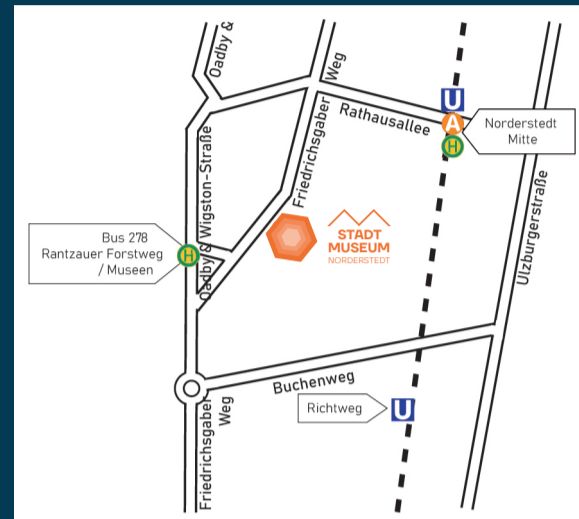 Oadby &
Weg
Friedrichsgaber
Rathausallee
U
A
H
Norderstedt
Mitte
Ulzburgerstraße
Oadby & Wigston-Straße
Bus 278
Rantzauer Forstweg
/ Museen
H
STADT
MUSEUM
NORDERSTEDT
Buchenweg
Richtweg
U
Friedrichsgaber
Weg